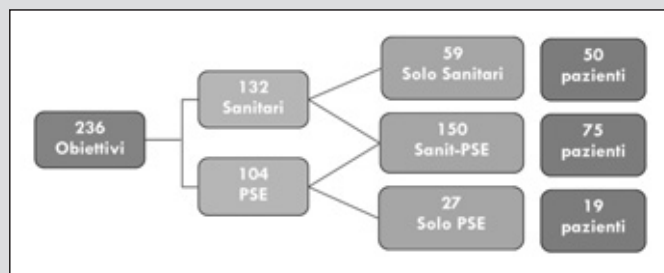 236
Obiettivi
132
Sanitari
104
PSE
59
Solo Sanitari
150
Sanit-PSE
27
Solo PSE
50
pazienti
75
pazienti
19
pazienti